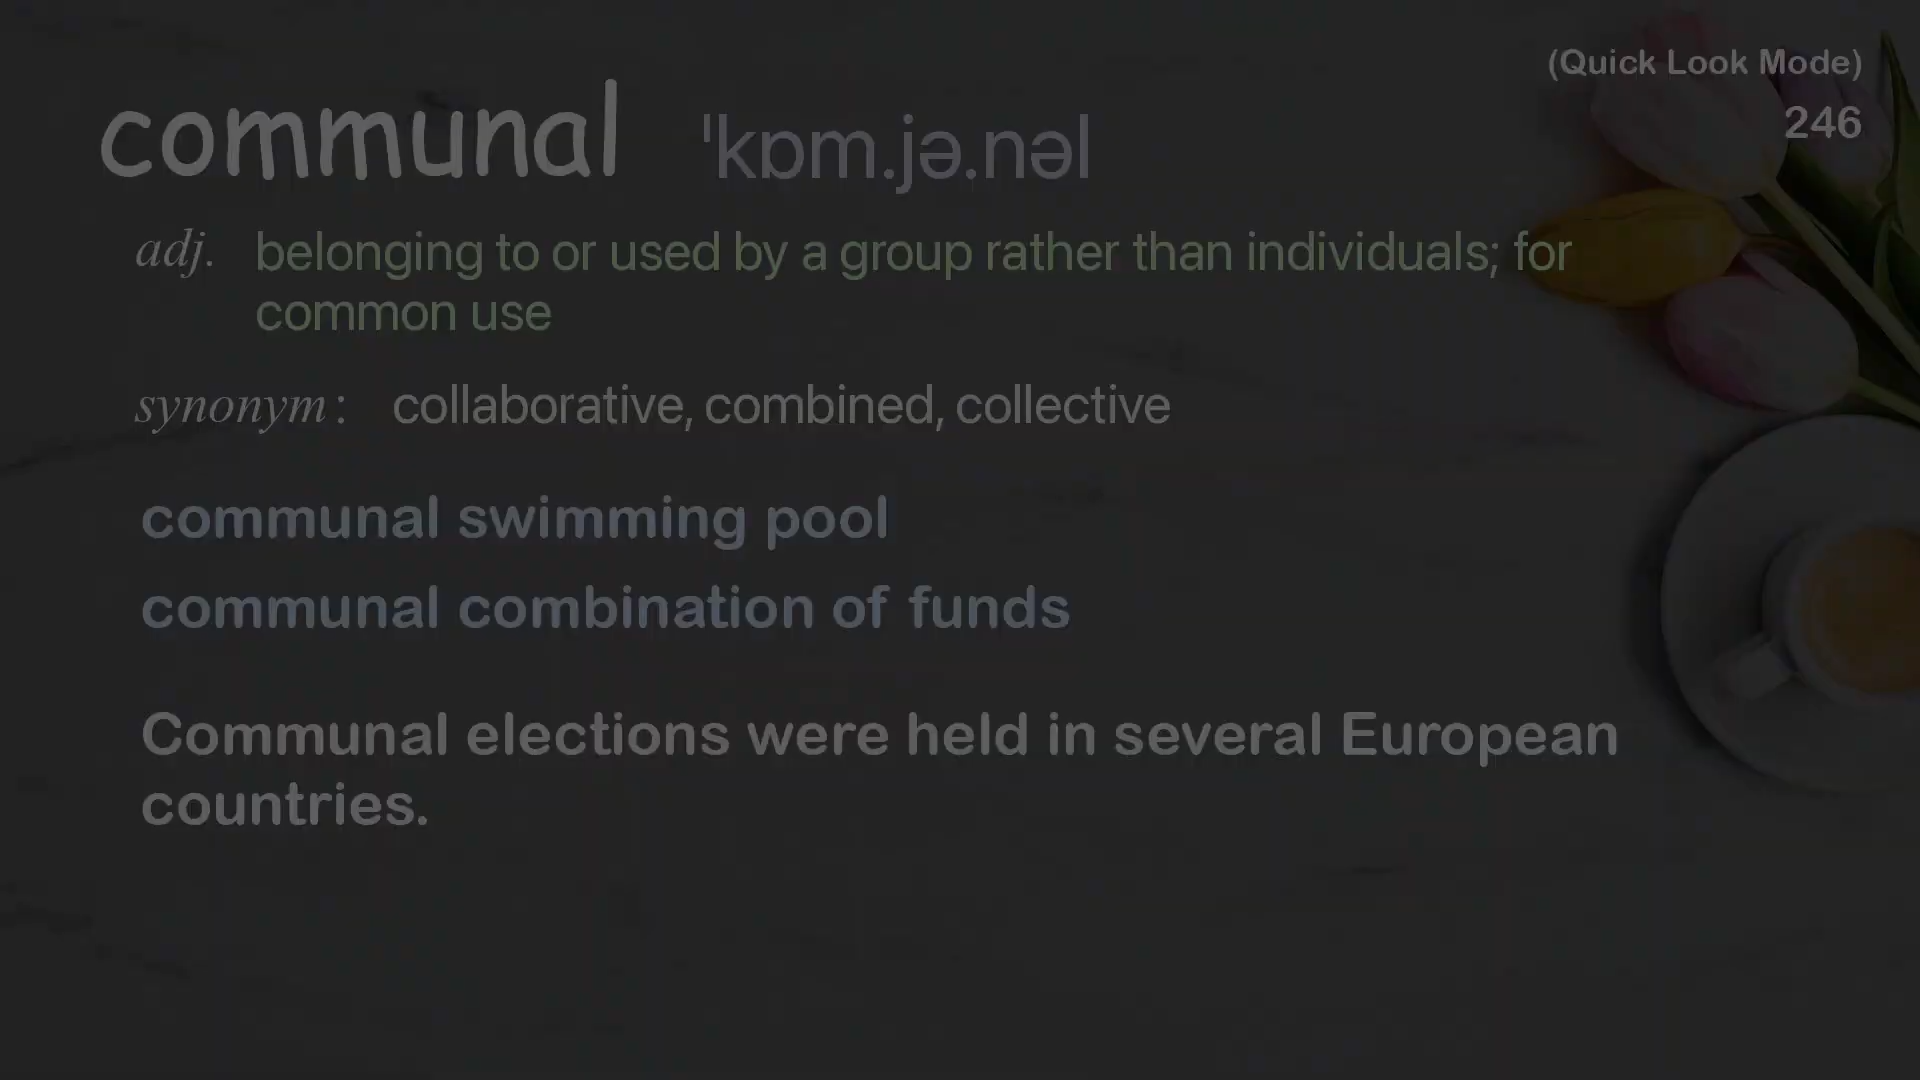 (Quick Look Mode)
246
communal ˈkɒm.jə.nəl
adj. belonging to or used by a group rather than individuals; for
common use
synonym: collaborative, combined, collective
communal swimming pool
communal combination of funds
Communal elections were held in several European
countries.